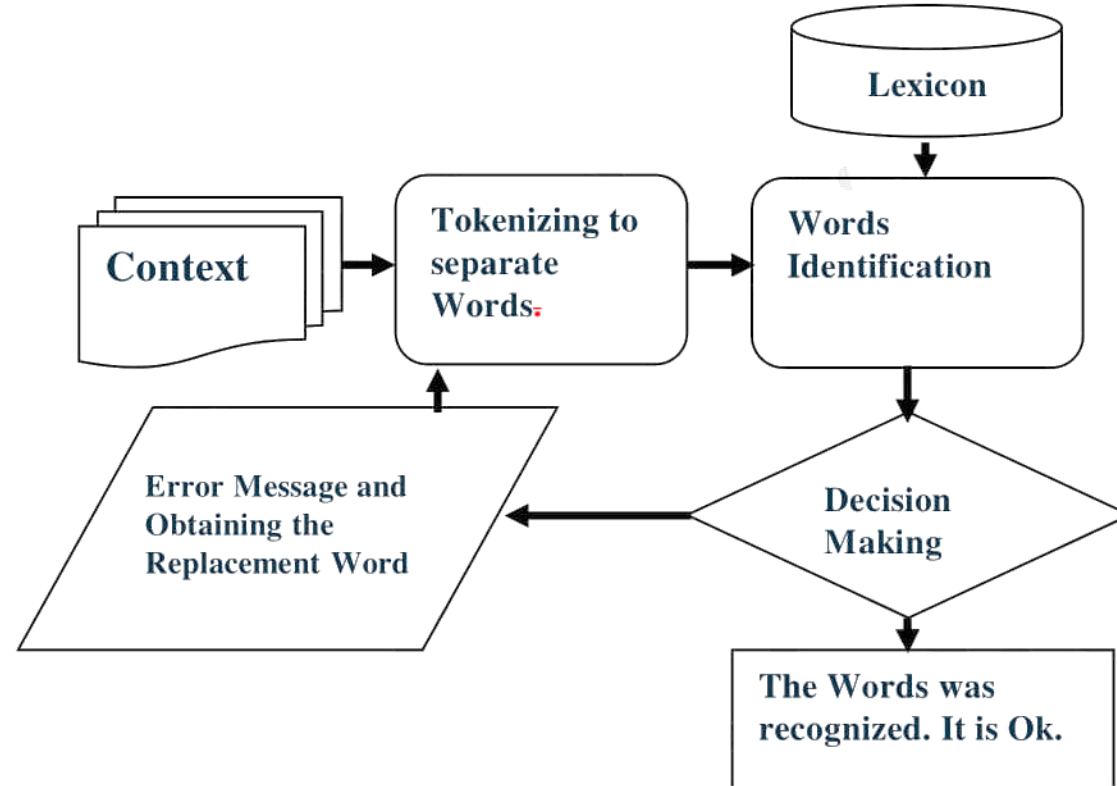 Lexicon
Context
Tokenizing to
separate
Words.
Words
Identification
Error Message and
Obtaining the
Replacement Word
Decision
Making
The Words was
recognized. It is Ok.